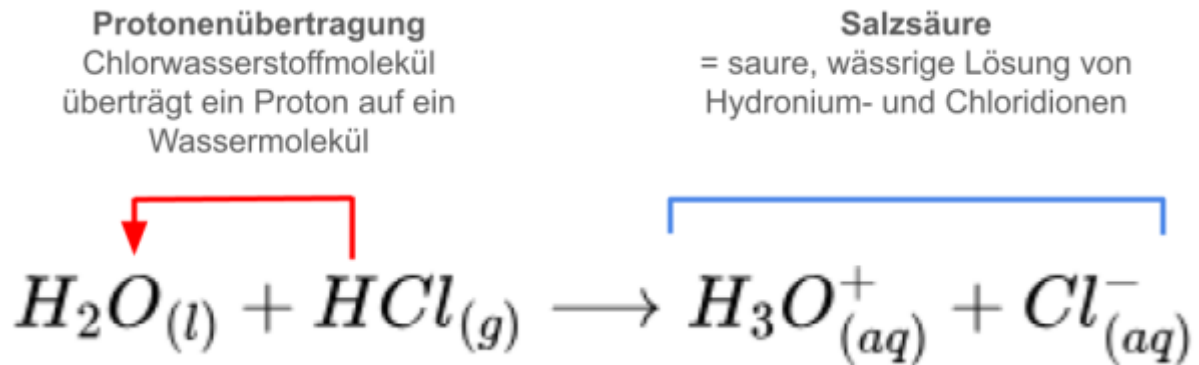 Protonenübertragung
Chlorwasserstoffmolekül
überträgt ein Proton auf ein
Wassermolekül
Salzsäure
= saure, wässrige Lösung von
Hydronium- und Chloridionen
H₂O₍l₎ + HCl₍g₎ ⟶ H₃O⁺₍aq₎ + Cl⁻₍aq₎